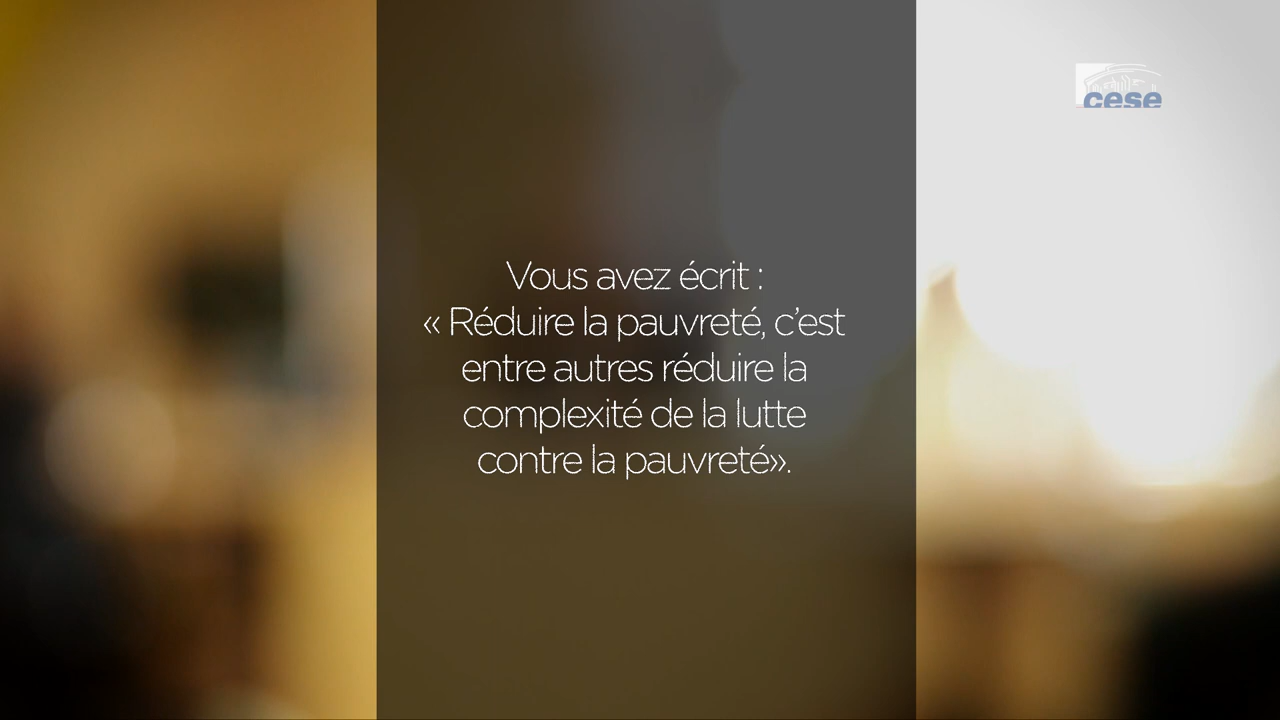 cese
Vous avez écrit :
« Réduire la pauvreté, c’est
entre autres réduire la
complexité de la lutte
contre la pauvreté».